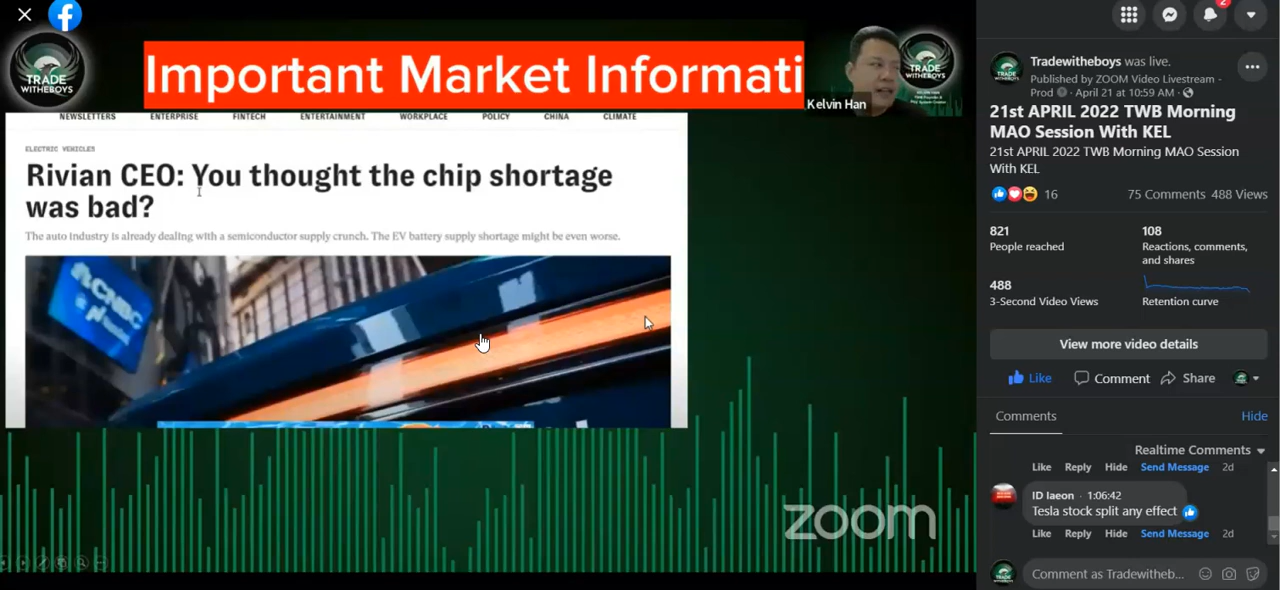 TRADE
WITHEBOYS
Important Market Informati
Kelvin Han
TRADE
WITHEBOYS
NEWSLETTERS ENTERPRISE FINTECH ENTERTAINMENT WORKPLACE POLICY CHINA CLIMATE
ELECTRIC VEHICLES
Rivian CEO: You thought the chip shortage
was bad?
The auto industry is already dealing with a semiconductor supply crunch. The EV battery supply shortage might be even worse.
CNBC
zoom
2
Tradewitheboys was live.
Published by ZOOM Video Livestream -
Prod · April 21 at 10:59 AM ·
21st APRIL 2022 TWB Morning
MAO Session With KEL
21st APRIL 2022 TWB Morning MAO Session
With KEL
16 75 Comments 488 Views
821
People reached
108
Reactions, comments,
and shares
488
3-Second Video Views
Retention curve
View more video details
Like Comment Share
Comments Hide
Realtime Comments
Like Reply Hide Send Message 2d
ID Iaeon · 1:06:42
Tesla stock split any effect
Like Reply Hide Send Message 2d
Comment as Tradewitheb...